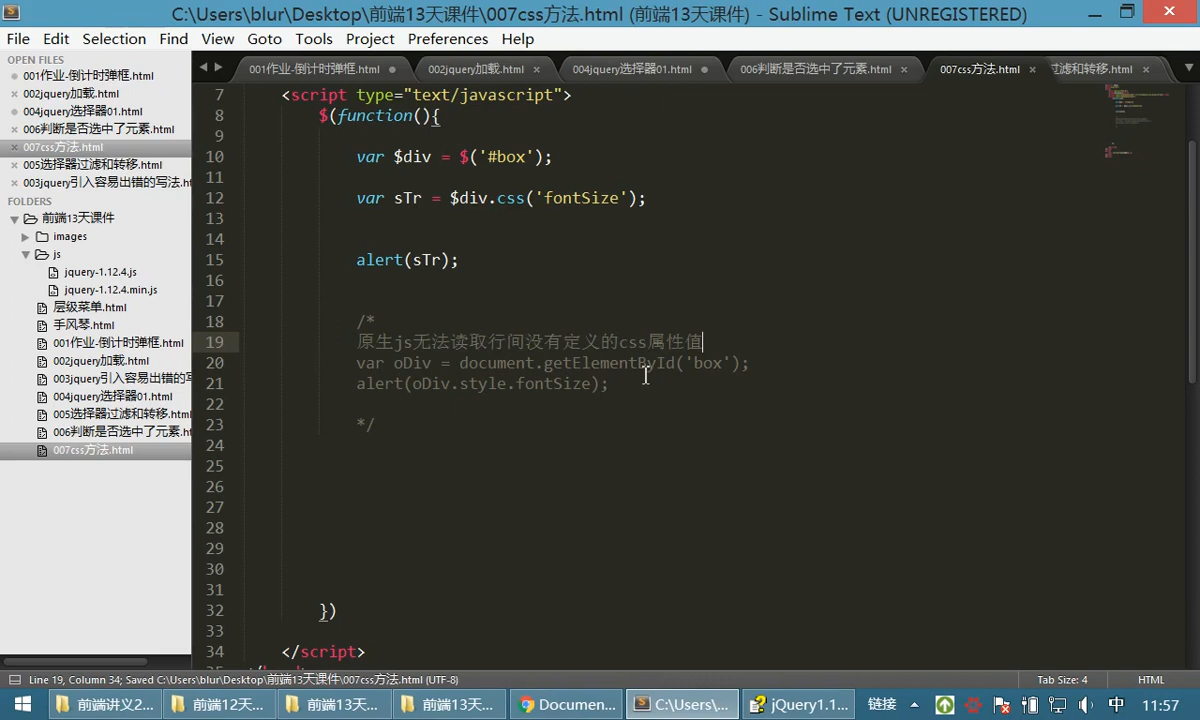 C:\Users\blur\Desktop\前端13天课件\007css方法.html (前端13天课件) - Sublime Text (UNREGISTERED)
File Edit Selection Find View Goto Tools Project Preferences Help
OPEN FILES
001作业-倒计时弹框.html
002jquery加载.html
004jquery选择器01.html
006判断是否选中了元素.html
007css方法.html
005选择器过滤和转移.html
003jquery引入容易出错的写法.htm
FOLDERS
前端13天课件
images
js
jquery-1.12.4.js
jquery-1.12.4.min.js
层级菜单.html
手风琴.html
001作业-倒计时弹框.html
002jquery加载.html
003jquery引入容易出错的写
004jquery选择器01.html
005选择器过滤和转移.html
006判断是否选中了元素.ht
007css方法.html
001作业-倒计时弹框.html 002jquery加载.html 004jquery选择器01.html 006判断是否选中了元素.html 007css方法.html 过滤和转移.html
7 <script type="text/javascript">
8 $(function(){
9
10 var $div = $('#box');
11
12 var sTr = $div.css('fontSize');
13
14
15 alert(sTr);
16
17
18 /*
19 原生js无法读取行间没有定义的css属性值
20 var oDiv = document.getElementById('box');
21 alert(oDiv.style.fontSize);
22
23 */
24
25
26
27
28
29
30
31
32 })
33
34 </script>
Line 19, Column 34; Saved C:\Users\blur\Desktop\前端13天课件\007css方法.html (UTF-8) Tab Size: 4 HTML
前端讲义2... 前端12天... 前端13天... 前端13天... Documen... C:\Users\... jQuery1.1... 链接 中 11:57